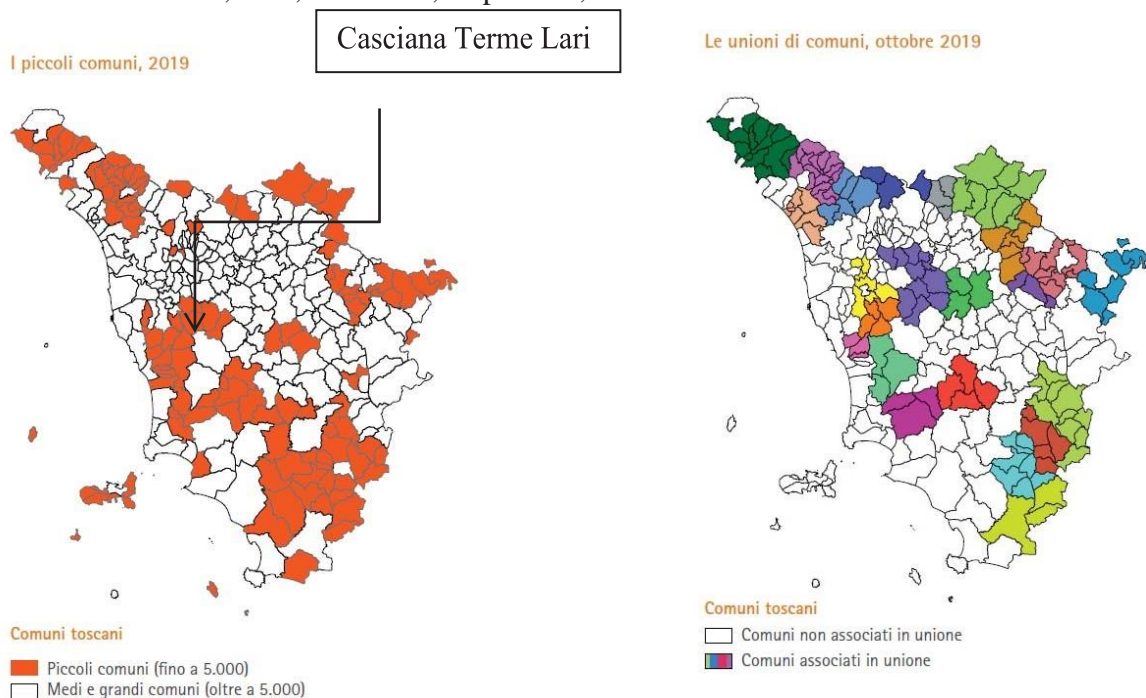 Casciana Terme Lari
I piccoli comuni, 2019
Comuni toscani
Piccoli comuni (fino a 5.000)
Medi e grandi comuni (oltre a 5.000)
Le unioni di comuni, ottobre 2019
Comuni toscani
Comuni non associati in unione
Comuni associati in unione